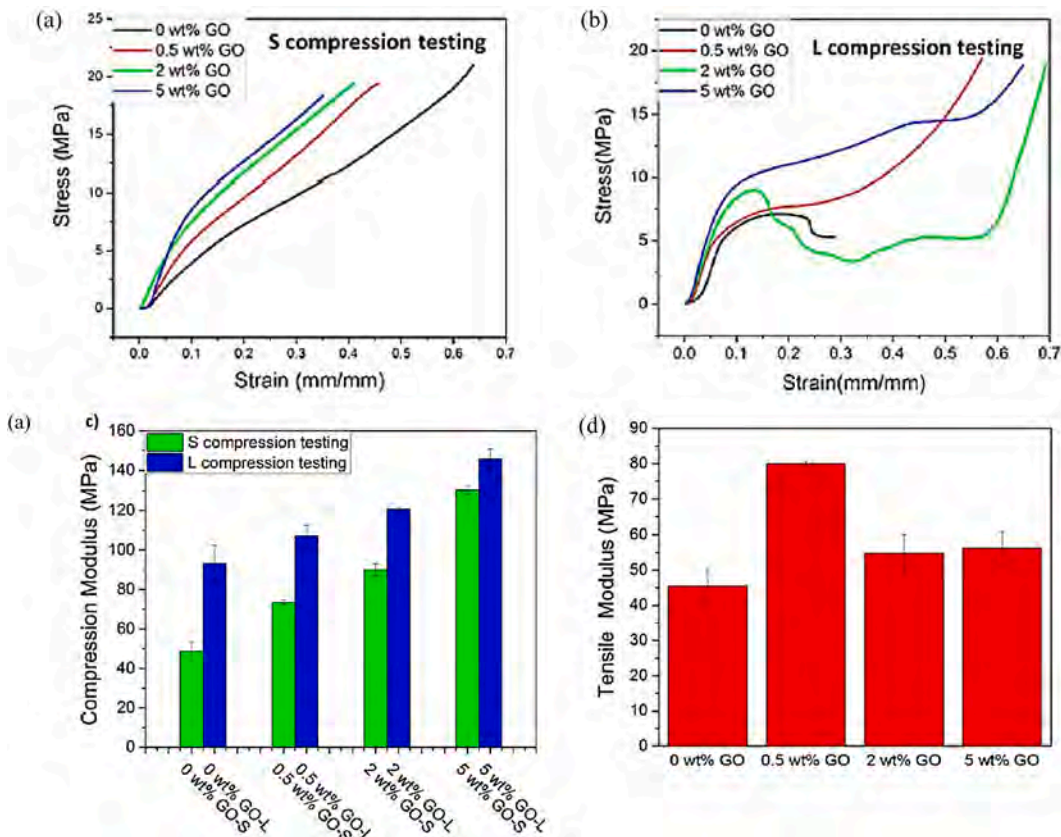 (a)
25
20
15
10
5
0
Stress (MPa)
0 wt% GO
0.5 wt% GO
2 wt% GO
5 wt% GO
S compression testing
0.0 0.1 0.2 0.3 0.4 0.5 0.6 0.7
Strain (mm/mm)
(b)
20
15
10
5
0
Stress(MPa)
0 wt% GO
0.5 wt% GO
2 wt% GO
5 wt% GO
L compression testing
0.0 0.1 0.2 0.3 0.4 0.5 0.6 0.7
Strain(mm/mm)
(a)
c)
160
140
120
100
80
60
40
20
0
Compression Modulus (MPa)
S compression testing
L compression testing
0 wt% GO-S
0 wt% GO-L
0.5 wt% GO-S
0.5 wt% GO-L
2 wt% GO-S
2 wt% GO-L
5 wt% GO-S
5 wt% GO-L
(d)
90
80
70
60
50
40
30
20
10
0
Tensile Modulus (MPa)
0 wt% GO 0.5 wt% GO 2 wt% GO 5 wt% GO